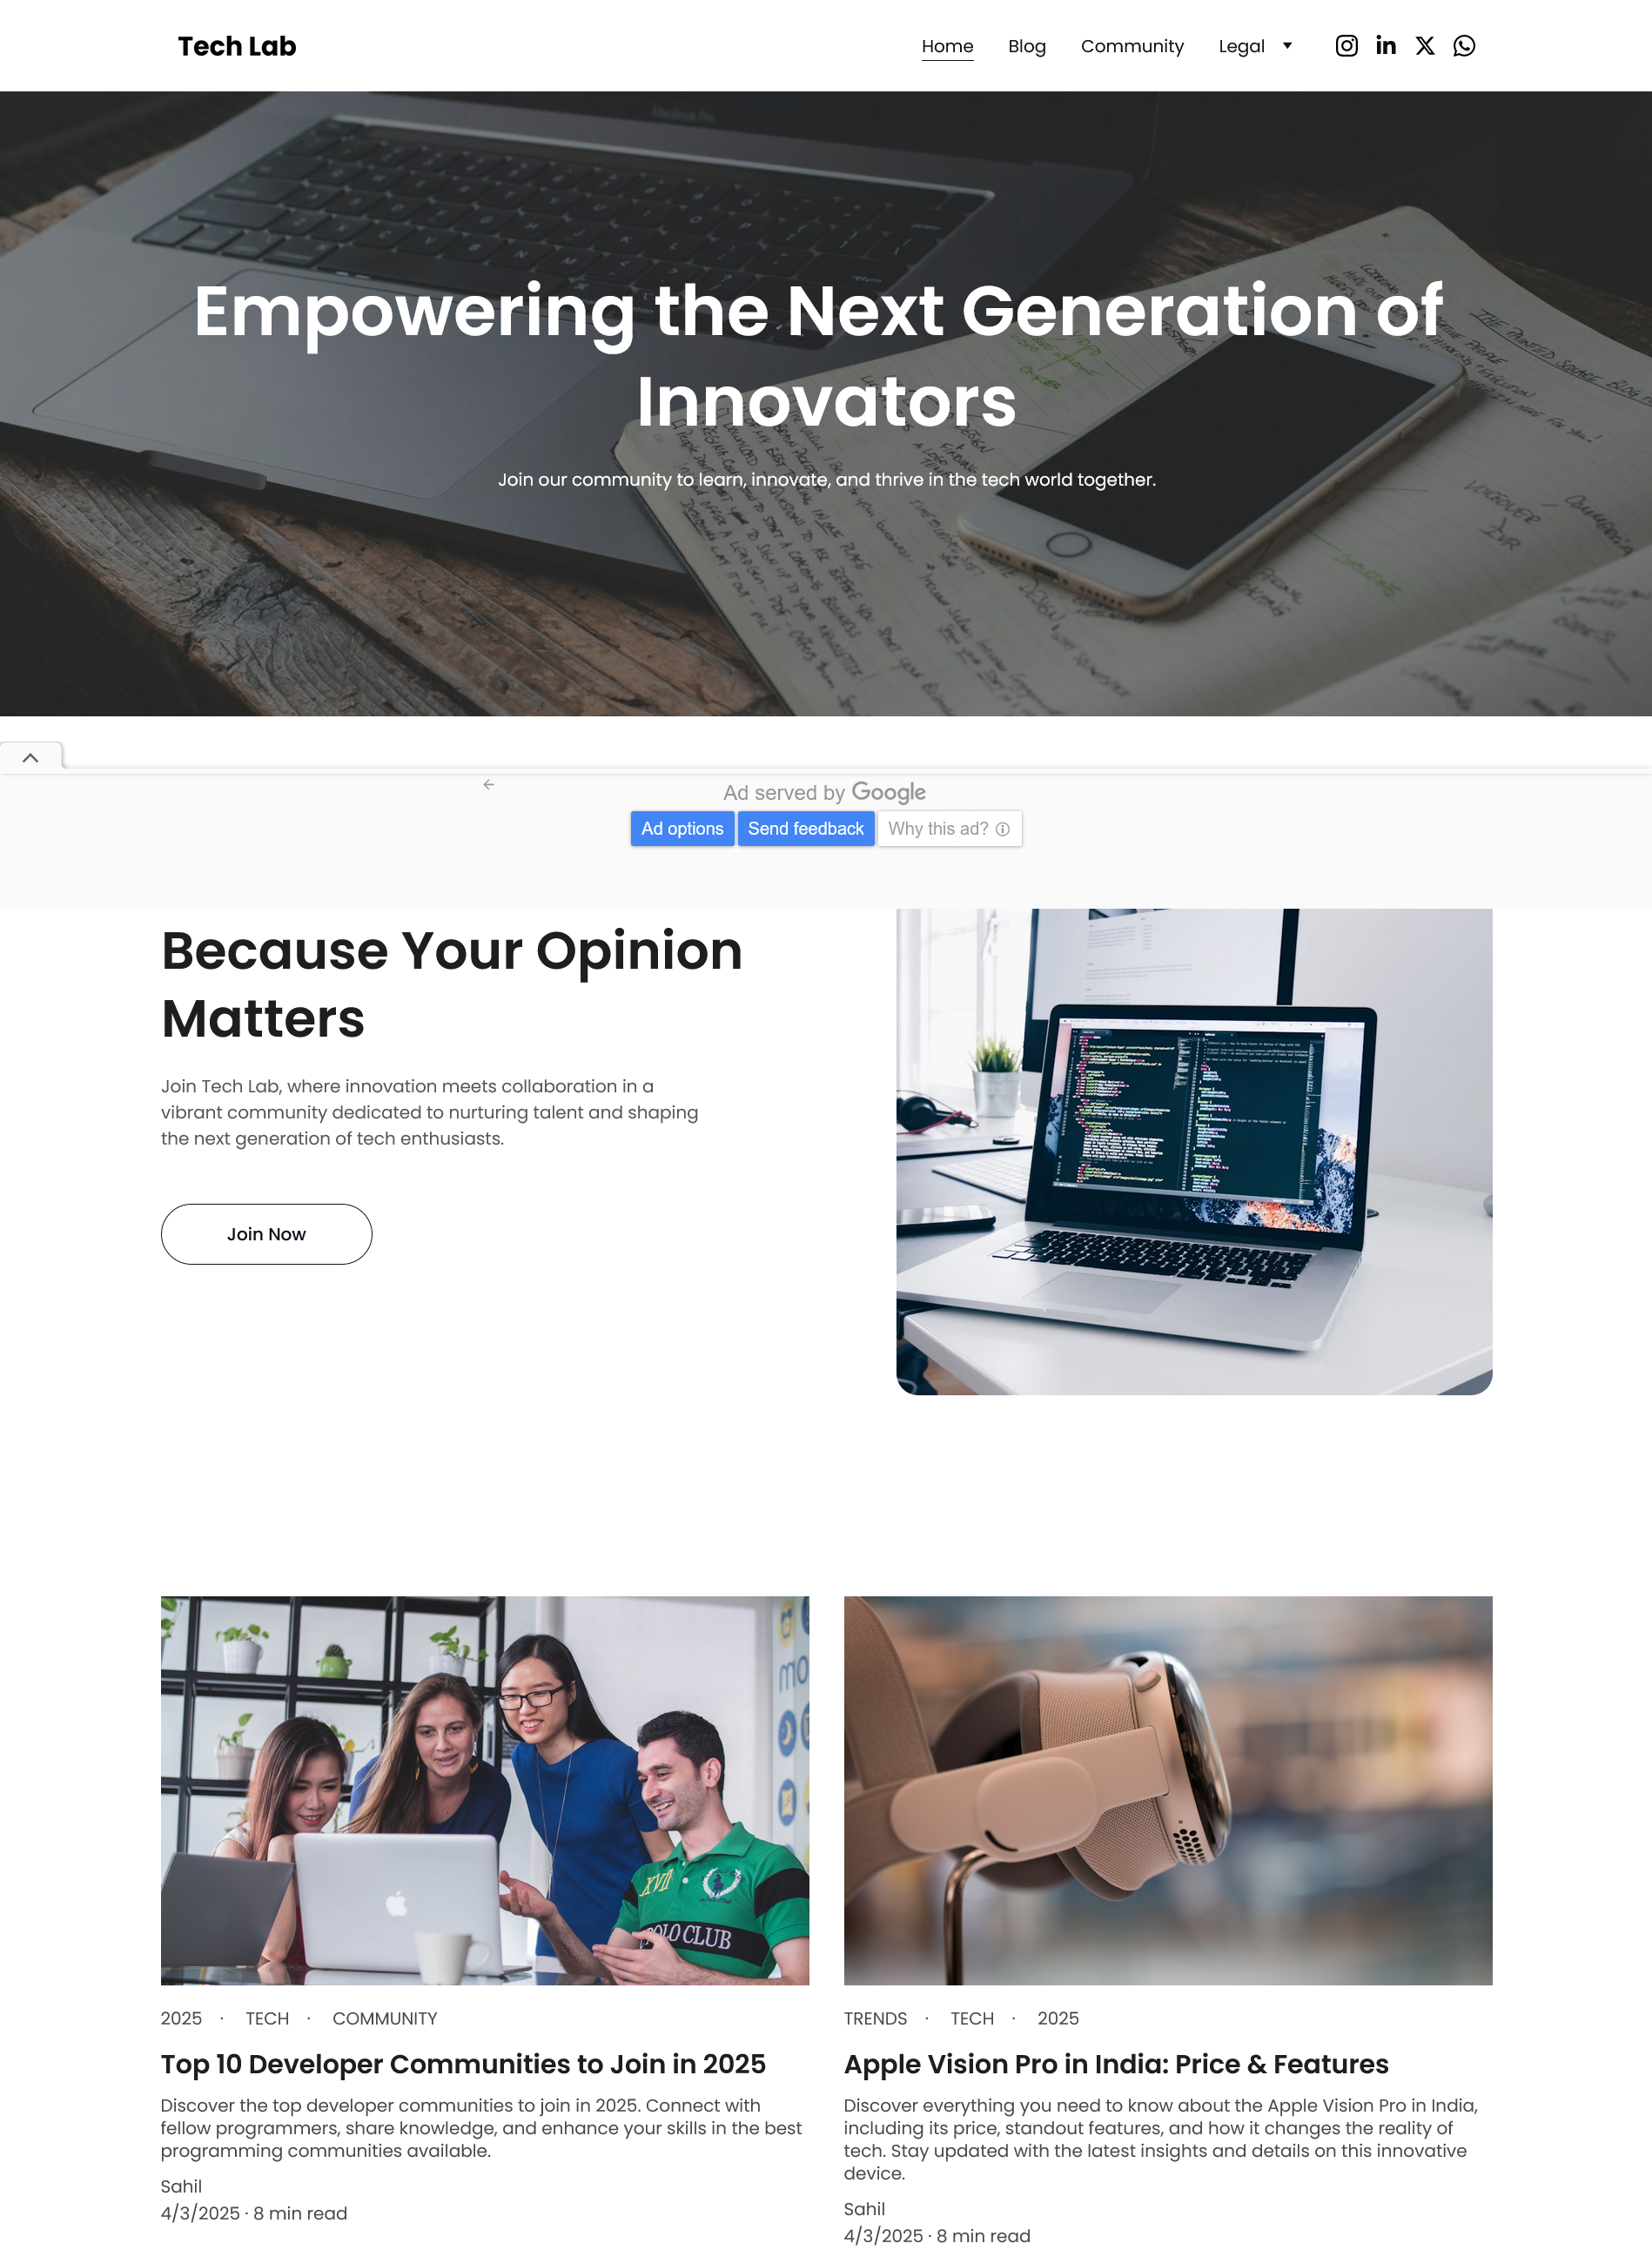 Tech Lab
Home Blog Community Legal
MacBook Pro
Empowering the Next Generation of
Innovators
Join our community to learn, innovate, and thrive in the tech world together.
Ad served by Google
Ad options Send feedback Why this ad?
Because Your Opinion
Matters
Join Tech Lab, where innovation meets collaboration in a
vibrant community dedicated to nurturing talent and shaping
the next generation of tech enthusiasts.
Join Now
XVII
POLO CLUB
2025 · TECH · COMMUNITY
TRENDS · TECH · 2025
Top 10 Developer Communities to Join in 2025
Discover the top developer communities to join in 2025. Connect with
fellow programmers, share knowledge, and enhance your skills in the best
programming communities available.
Sahil
4/3/2025 · 8 min read
Apple Vision Pro in India: Price & Features
Discover everything you need to know about the Apple Vision Pro in India,
including its price, standout features, and how it changes the reality of
tech. Stay updated with the latest insights and details on this innovative
device.
Sahil
4/3/2025 · 8 min read